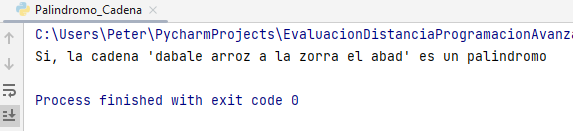 Palindromo_Cadena
C:\Users\Peter\PycharmProjects\EvaluacionDistanciaProgramacionAvanza
Si, la cadena 'dabale arroz a la zorra el abad' es un palindromo
Process finished with exit code 0